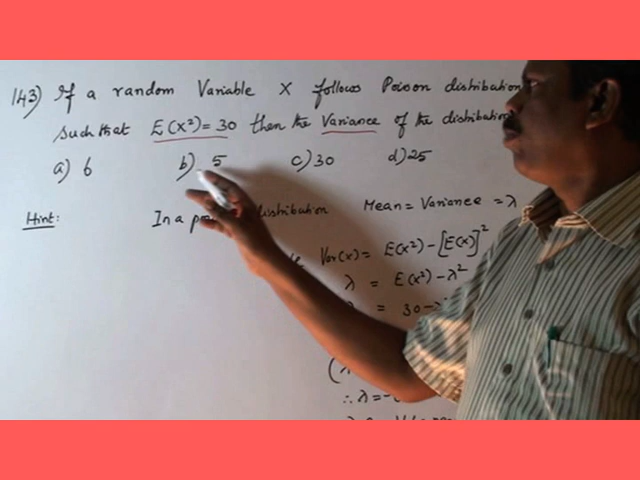 143) If a random Variable X follows Poison distribution
Such that E(X²) = 30 then the Variance of the distribution
a) 6 b) 5 c) 30 d) 25
Hint: In a distribution Mean = Variance = λ
Var(x) = E(x²) - [E(x)]²
λ = E(x²) - λ²
= 30 - λ
(λ
∴ λ = -